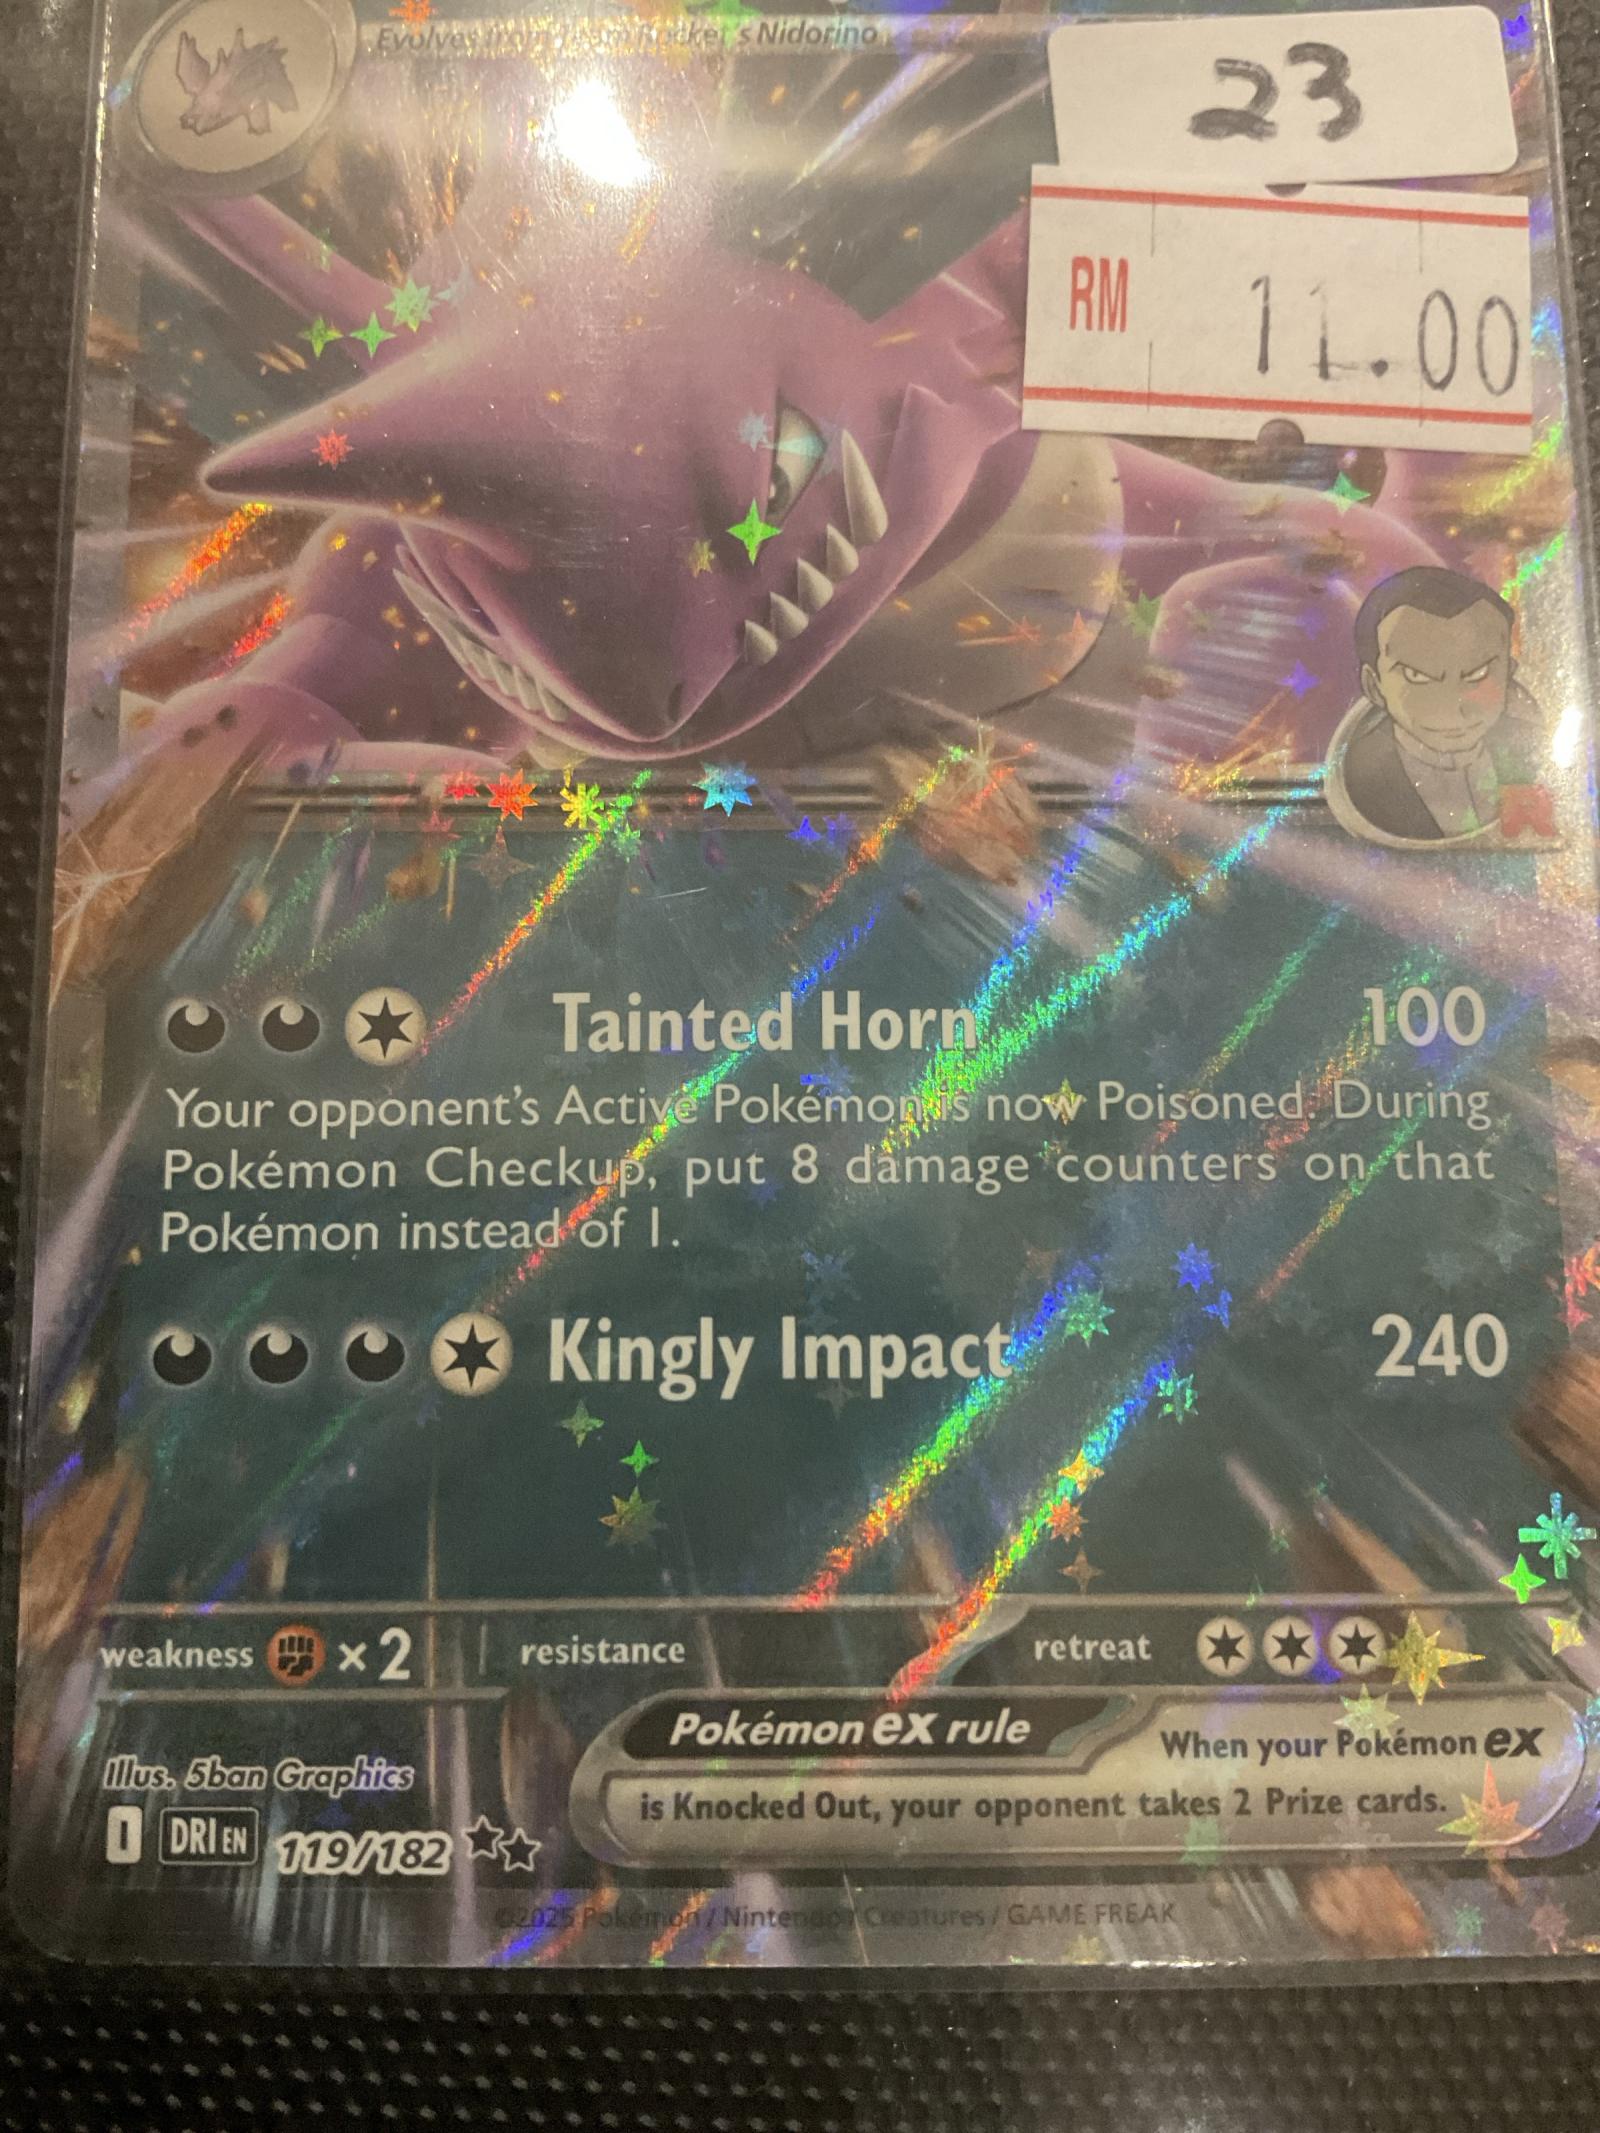 Evolves from Team Rocket's Nidorino
23
RM 11.00
Tainted Horn 100
Your opponent's Active Pokémon is now Poisoned. During
Pokémon Checkup, put 8 damage counters on that
Pokémon instead of 1.
Kingly Impact 240
weakness ×2 resistance retreat
Pokémon ex rule When your Pokémon ex
is Knocked Out, your opponent takes 2 Prize cards.
Illus. 5ban Graphics
I DRI EN 119/182
©2025 Pokémon / Nintendo / Creatures / GAME FREAK